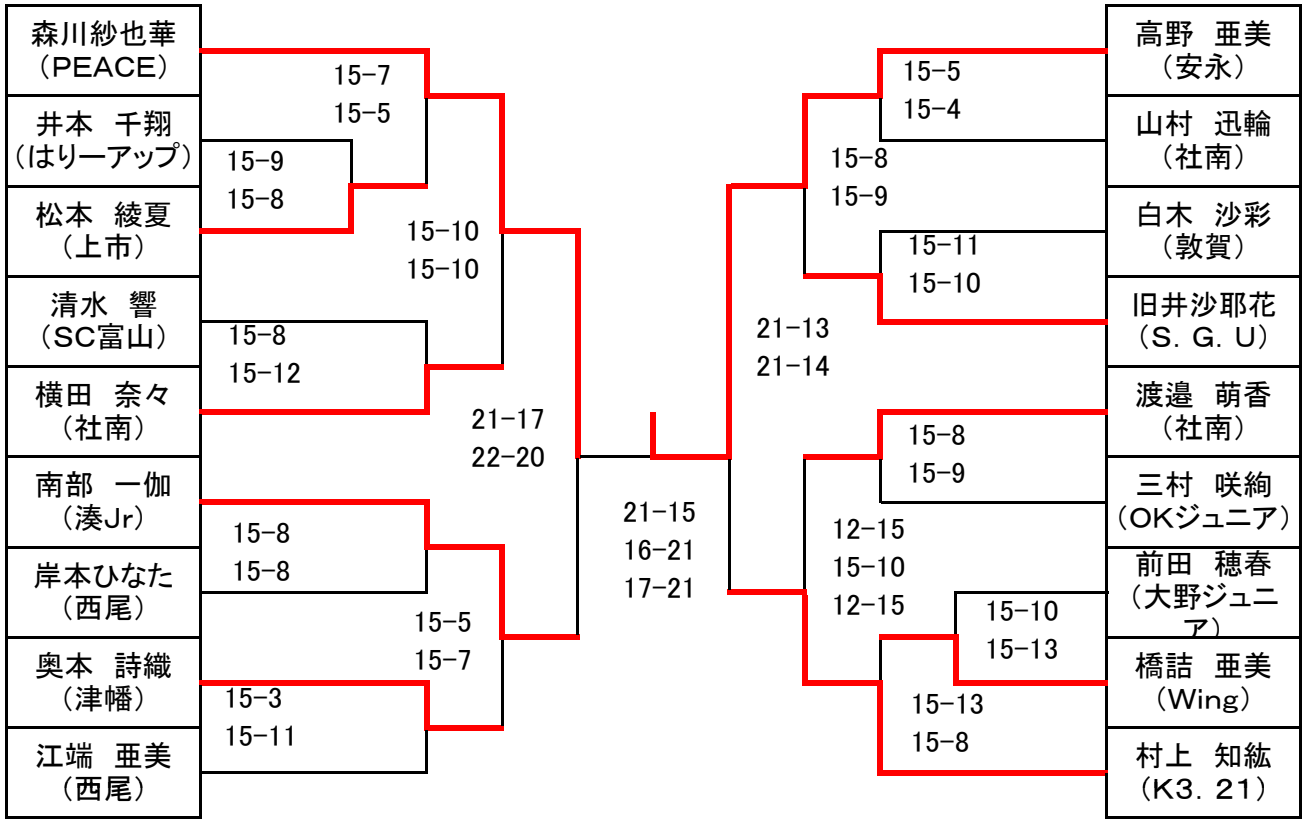 森川紗也華
（PEACE）
井本　千翔
（はりーアップ）
松本　綾夏
（上市）
清水　響
（SC富山）
横田　奈々
（社南）
南部　一伽
（湊Jr）
岸本ひなた
（西尾）
奥本　詩織
（津幡）
江端　亜美
（西尾）
15-7
15-5
15-9
15-8
15-10
15-10
15-8
15-12
21-17
22-20
15-8
15-8
15-5
15-7
15-3
15-11
21-15
16-21
17-21
15-5
15-4
15-8
15-9
15-11
15-10
21-13
21-14
15-8
15-9
12-15
15-10
12-15
15-10
15-13
15-13
15-8
高野　亜美
（安永）
山村　迅輪
（社南）
白木　沙彩
（敦賀）
旧井沙耶花
（S．G．U）
渡邉　萌香
（社南）
三村　咲絢
（OKジュニア）
前田　穂春
（大野ジュニ
ア）
橋詰　亜美
（Wing）
村上　知紘
（K3．21）